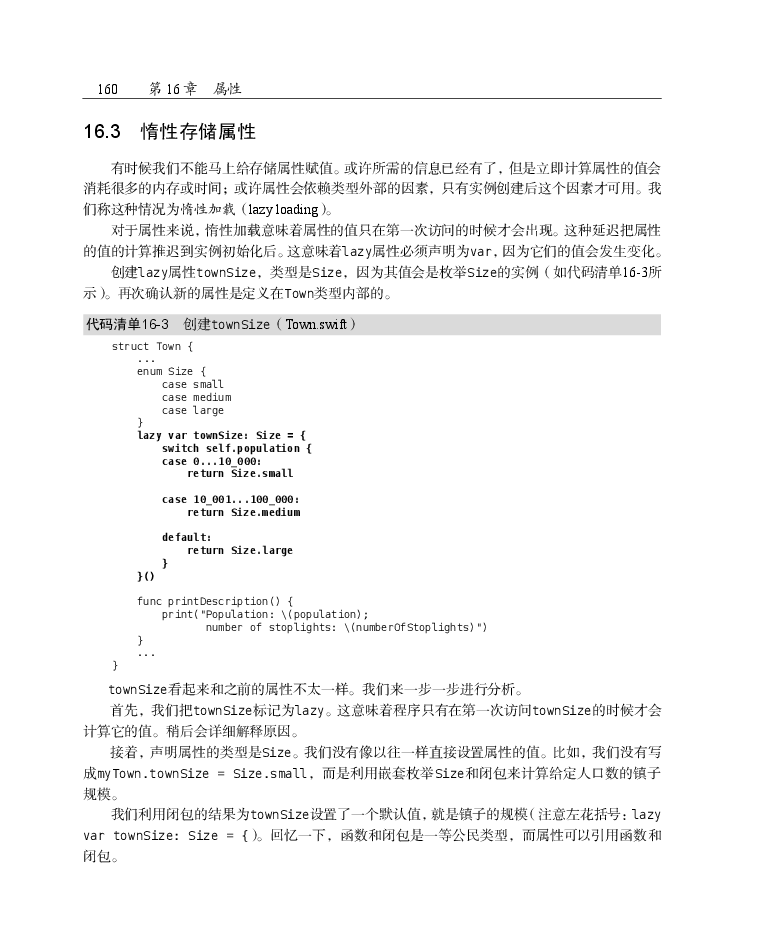 160 第 16 章 属性
16.3 惰性存储属性
有时候我们不能马上给存储属性赋值。或许所需的信息已经有了，但是立即计算属性的值会
消耗很多的内存或时间；或许属性会依赖类型外部的因素，只有实例创建后这个因素才可用。我
们称这种情况为惰性加载（lazy loading）。
对于属性来说，惰性加载意味着属性的值只在第一次访问的时候才会出现。这种延迟把属性
的值的计算推迟到实例初始化后。这意味着lazy属性必须声明为var，因为它们的值会发生变化。
创建lazy属性townSize，类型是Size，因为其值会是枚举Size的实例（如代码清单16-3所
示）。再次确认新的属性是定义在Town类型内部的。
代码清单16-3 创建townSize（Town.swift）
struct Town {
...
enum Size {
case small
case medium
case large
}
lazy var townSize: Size = {
switch self.population {
case 0...10_000:
return Size.small
case 10_001...100_000:
return Size.medium
default:
return Size.large
}
}()
func printDescription() {
print("Population: \(population);
number of stoplights: \(numberOfStoplights)")
}
...
}
townSize看起来和之前的属性不太一样。我们来一步一步进行分析。
首先，我们把townSize标记为lazy。这意味着程序只有在第一次访问townSize的时候才会
计算它的值。稍后会详细解释原因。
接着，声明属性的类型是Size。我们没有像以往一样直接设置属性的值。比如，我们没有写
成myTown.townSize = Size.small，而是利用嵌套枚举Size和闭包来计算给定人口数的镇子
规模。
我们利用闭包的结果为townSize设置了一个默认值，就是镇子的规模（注意左花括号：lazy
var townSize: Size = {）。回忆一下，函数和闭包是一等公民类型，而属性可以引用函数和
闭包。